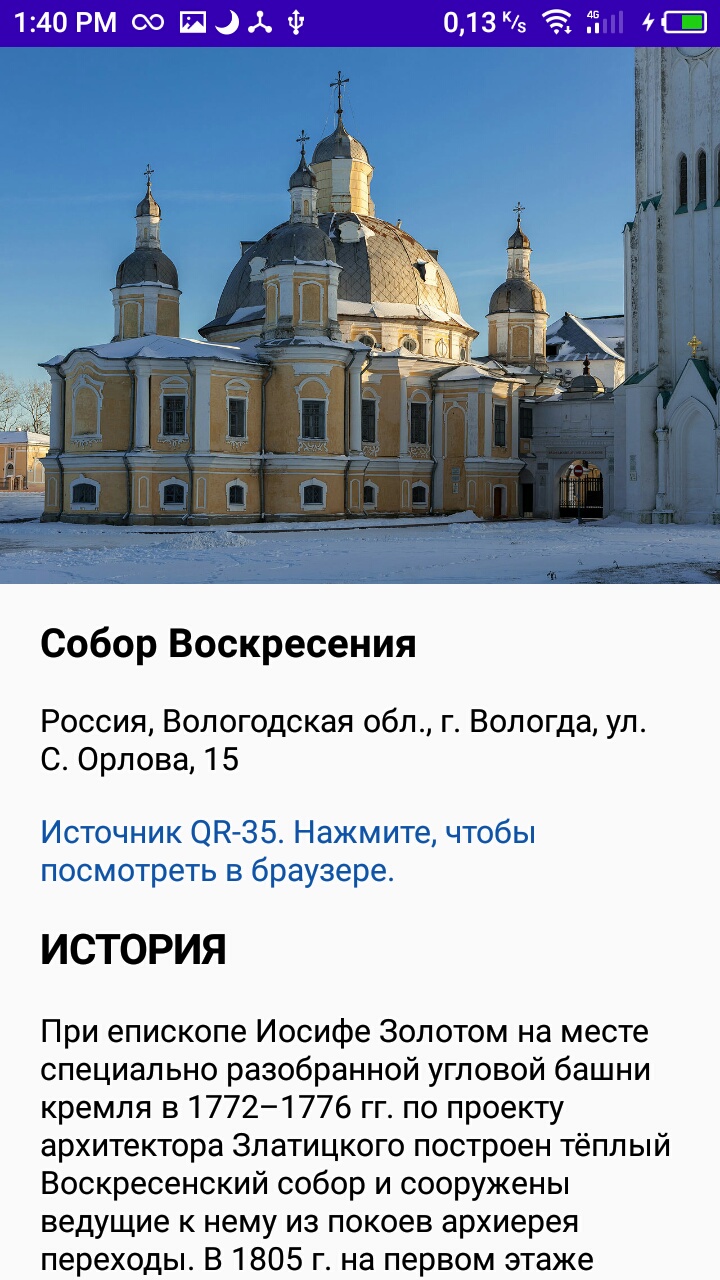 1:40 PM 0,13 K/s 4G
Собор Воскресения
Россия, Вологодская обл., г. Вологда, ул.
С. Орлова, 15
Источник QR-35. Нажмите, чтобы
посмотреть в браузере.
ИСТОРИЯ
При епископе Иосифе Золотом на месте
специально разобранной угловой башни
кремля в 1772–1776 гг. по проекту
архитектора Златицкого построен тёплый
Воскресенский собор и сооружены
ведущие к нему из покоев архиерея
переходы. В 1805 г. на первом этаже